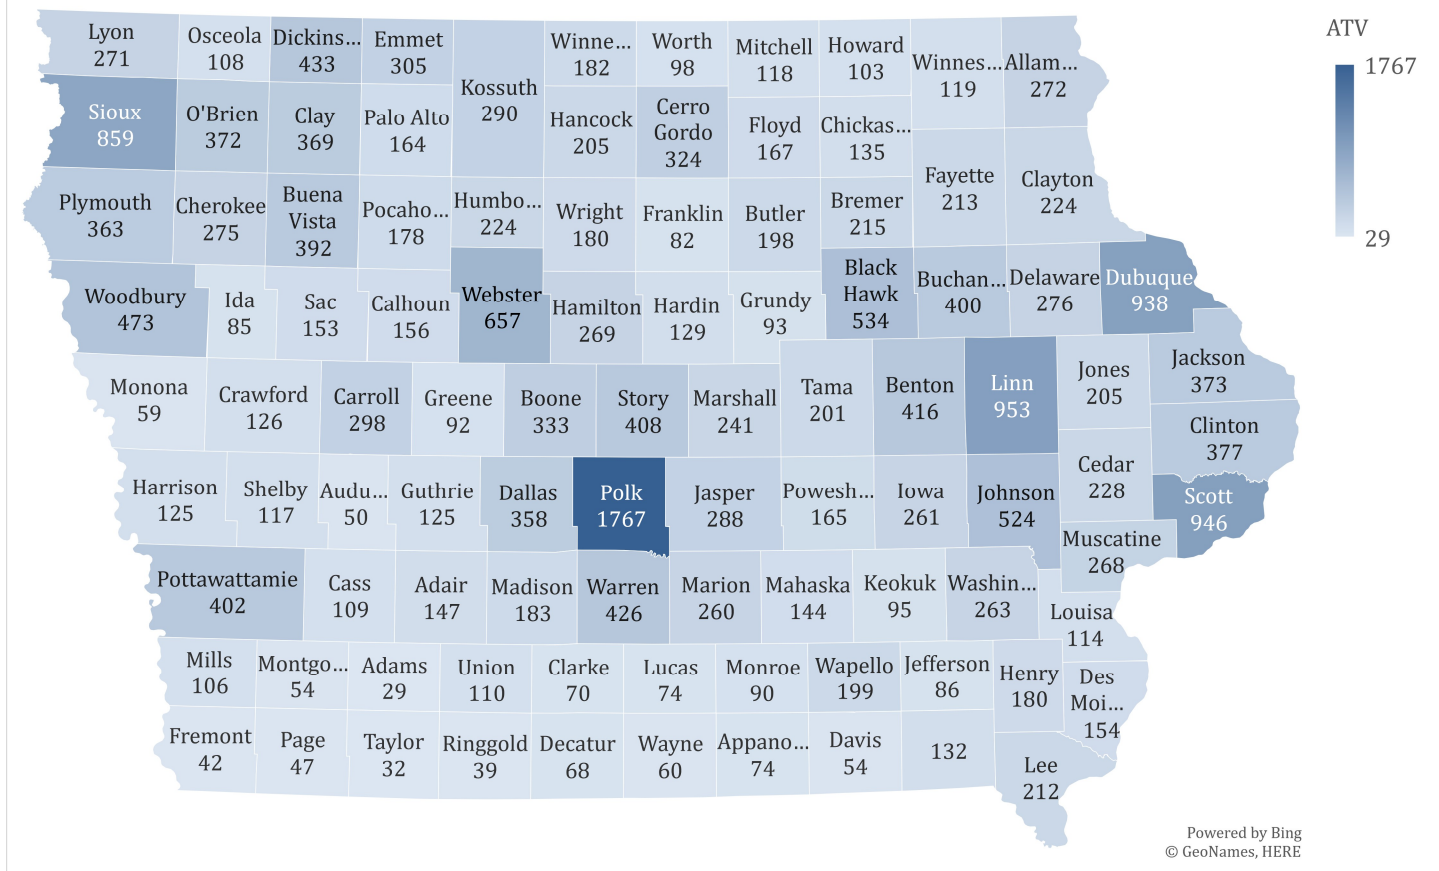 Lyon
271
Osceola
108
Dickins...
433
Emmet
305
Kossuth
290
Winne...
182
Worth
98
Mitchell
118
Howard
103
Winnes...
119
Allam...
272
ATV
1767
29
Sioux
859
O'Brien
372
Clay
369
Palo Alto
164
Hancock
205
Cerro
Gordo
324
Floyd
167
Chickas...
135
Plymouth
363
Cherokee
275
Buena
Vista
392
Pocaho...
178
Humbo...
224
Wright
180
Franklin
82
Butler
198
Bremer
215
Fayette
213
Clayton
224
Woodbury
473
Ida
85
Sac
153
Calhoun
156
Webster
657
Hamilton
269
Hardin
129
Grundy
93
Black
Hawk
534
Buchan...
400
Delaware
276
Dubuque
938
Monona
59
Crawford
126
Carroll
298
Greene
92
Boone
333
Story
408
Marshall
241
Tama
201
Benton
416
Linn
953
Jones
205
Jackson
373
Clinton
377
Harrison
125
Shelby
117
Audu...
50
Guthrie
125
Dallas
358
Polk
1767
Jasper
288
Powesh...
165
Iowa
261
Johnson
524
Cedar
228
Scott
946
Muscatine
268
Pottawattamie
402
Cass
109
Adair
147
Madison
183
Warren
426
Marion
260
Mahaska
144
Keokuk
95
Washin...
263
Louisa
114
Mills
106
Montgo...
54
Adams
29
Union
110
Clarke
70
Lucas
74
Monroe
90
Wapello
199
Jefferson
86
Henry
180
Des
Moi...
154
Fremont
42
Page
47
Taylor
32
Ringgold
39
Decatur
68
Wayne
60
Appano...
74
Davis
54
132
Lee
212
Powered by Bing
© GeoNames, HERE